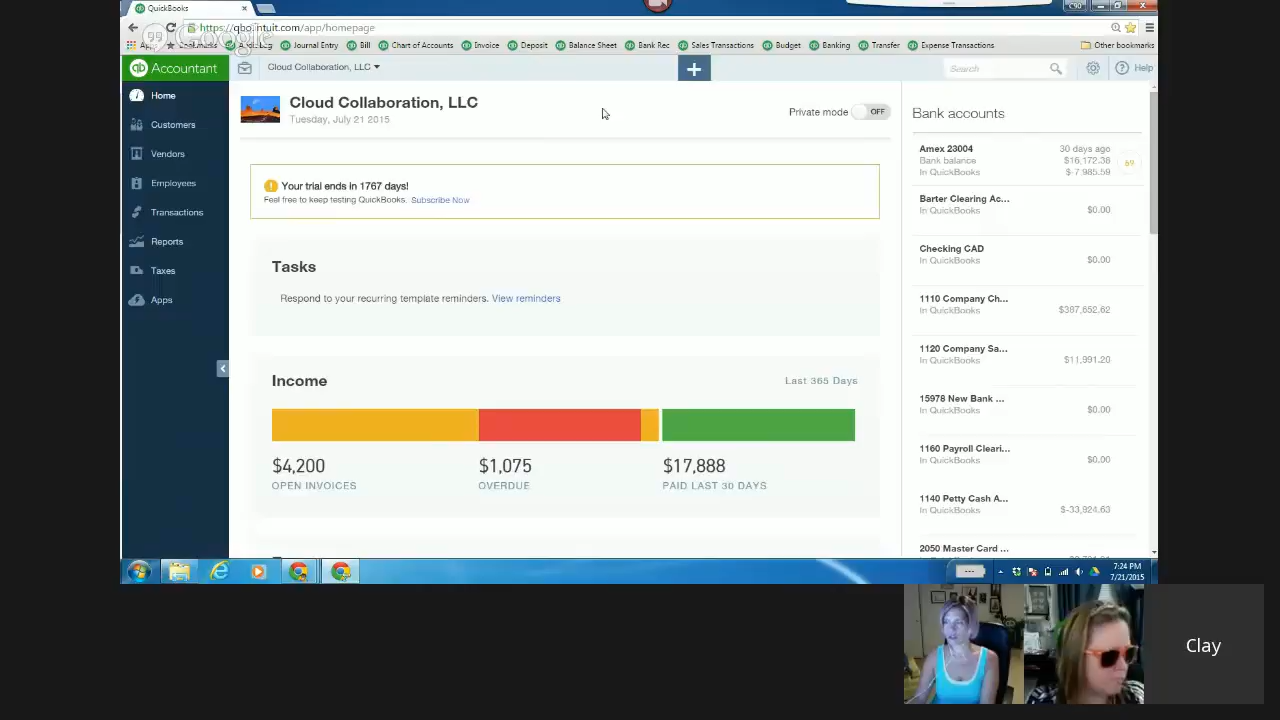 QuickBooks
https://qbo.intuit.com/app/homepage
Journal Entry Bill Chart of Accounts Invoice Deposit Balance Sheet Bank Rec Sales Transactions Budget Banking Transfer Expense Transactions Other bookmarks
qb Accountant
Cloud Collaboration, LLC
+
Search
Help
Home
Customers
Vendors
Employees
Transactions
Reports
Taxes
Apps
Cloud Collaboration, LLC
Tuesday, July 21 2015
Private mode OFF
Your trial ends in 1767 days!
Feel free to keep testing QuickBooks. Subscribe Now
Tasks
Respond to your recurring template reminders. View reminders
Income
Last 365 Days
$4,200
OPEN INVOICES
$1,075
OVERDUE
$17,888
PAID LAST 30 DAYS
Bank accounts
Amex 23004 30 days ago
Bank balance $16,172.38
In QuickBooks $-7,985.59
69
Barter Clearing Ac...
In QuickBooks $0.00
Checking CAD
In QuickBooks $0.00
1110 Company Ch...
In QuickBooks $387,652.62
1120 Company Sa...
In QuickBooks $11,991.20
15978 New Bank ...
In QuickBooks $0.00
1160 Payroll Cleari...
In QuickBooks $0.00
1140 Petty Cash A...
In QuickBooks $-33,824.63
2050 Master Card ...
7:24 PM
7/21/2015
Clay